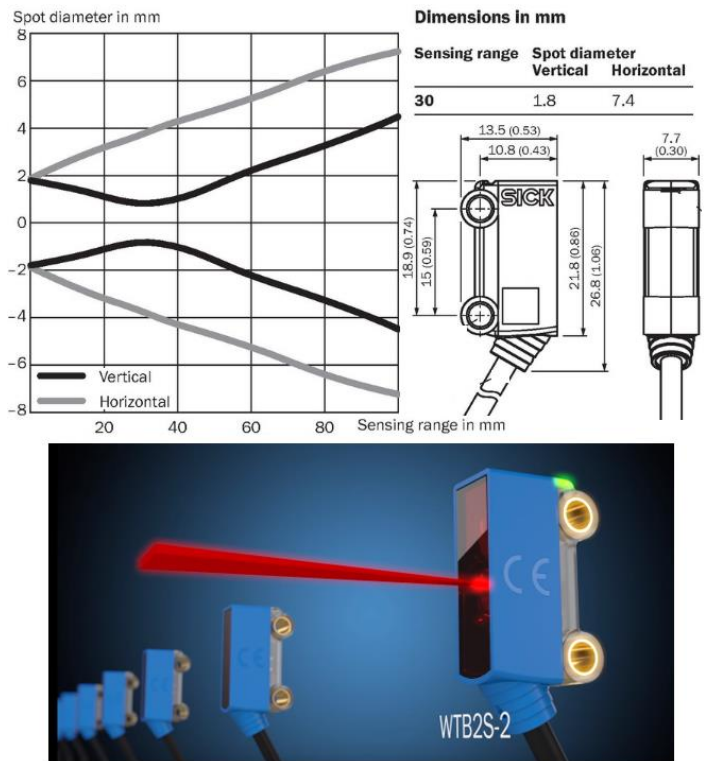 Spot diameter in mm
8
6
4
2
0
−2
−4
−6
−8
Vertical
Horizontal
20 40 60 80 Sensing range in mm
Dimensions in mm
Sensing range Spot diameter
Vertical Horizontal
30 1.8 7.4
13.5 (0.53)
10.8 (0.43)
7.7
(0.30)
SICK
18.9 (0.74)
15 (0.59)
21.8 (0.86)
26.8 (1.06)
CE
CE
WTB2S-2